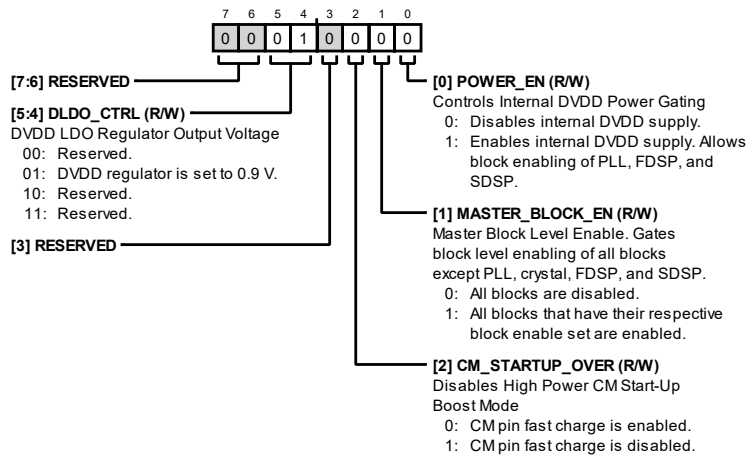 7 6 5 4 3 2 1 0
0 0 0 1 0 0 0 0
[7:6] RESERVED
[5:4] DLDO_CTRL (R/W)
DVDD LDO Regulator Output Voltage
00: Reserved.
01: DVDD regulator is set to 0.9 V.
10: Reserved.
11: Reserved.
[3] RESERVED
[0] POWER_EN (R/W)
Controls Internal DVDD Power Gating
0: Disables internal DVDD supply.
1: Enables internal DVDD supply. Allows
block enabling of PLL, FDSP, and
SDSP.
[1] MASTER_BLOCK_EN (R/W)
Master Block Level Enable. Gates
block level enabling of all blocks
except PLL, crystal, FDSP, and SDSP.
0: All blocks are disabled.
1: All blocks that have their respective
block enable set are enabled.
[2] CM_STARTUP_OVER (R/W)
Disables High Power CM Start-Up
Boost Mode
0: CM pin fast charge is enabled.
1: CM pin fast charge is disabled.